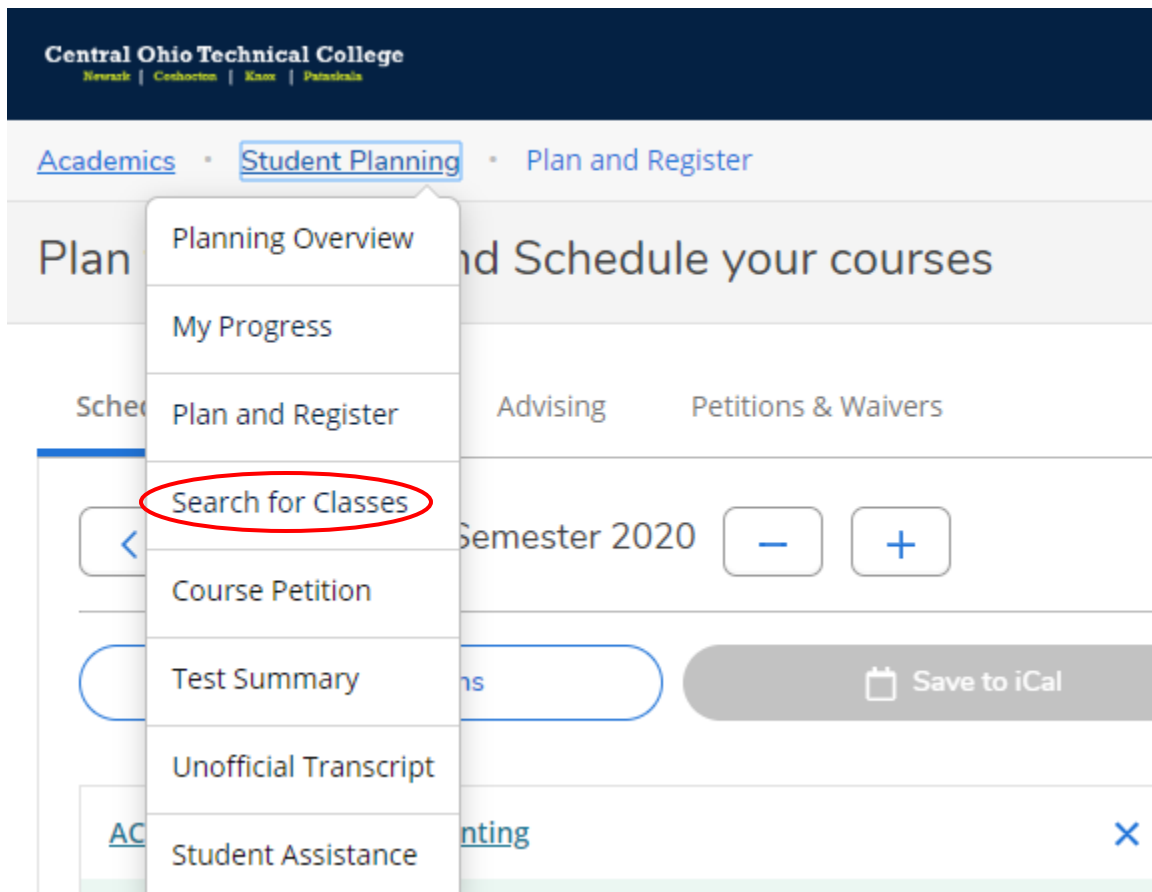 Central Ohio Technical College
Newark | Coshocton | Knox | Pataskala
Academics • Student Planning • Plan and Register
Planning Overview
Plan nd Schedule your courses
My Progress
Sched Advising Petitions & Waivers
Plan and Register
Search for Classes
Semester 2020
Course Petition
Test Summary
ns Save to iCal
Unofficial Transcript
AC nting
Student Assistance